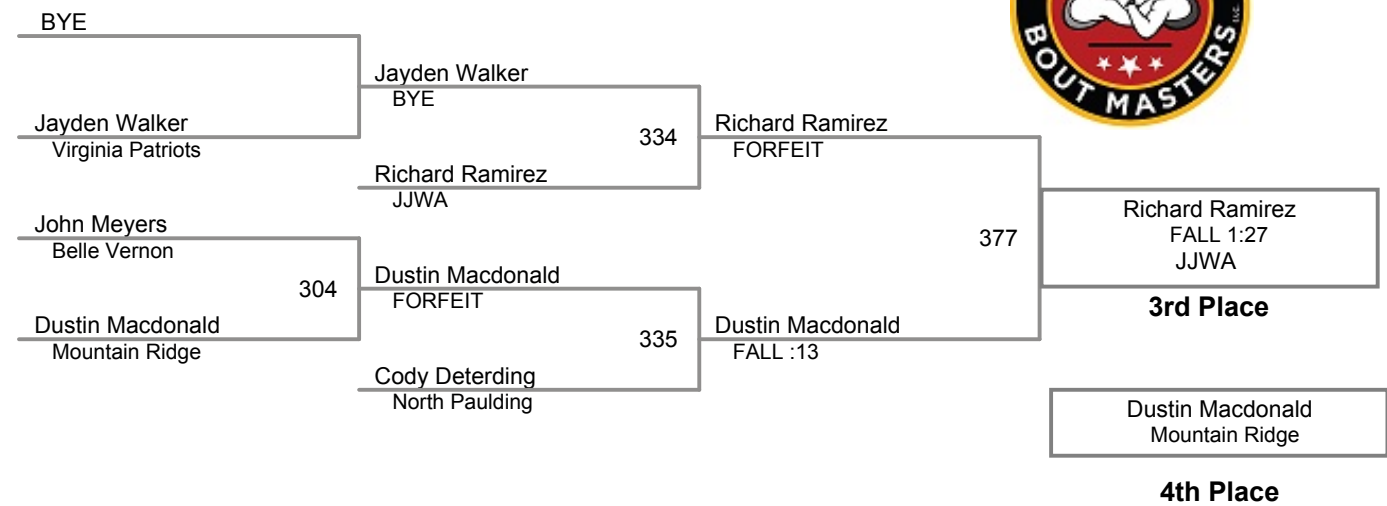 BYE
Jayden Walker
Virginia Patriots
John Meyers
Belle Vernon
304
Dustin Macdonald
Mountain Ridge
Jayden Walker
BYE
334
Richard Ramirez
JJWA
Dustin Macdonald
FORFEIT
335
Cody Deterding
North Paulding
Richard Ramirez
FORFEIT
377
Dustin Macdonald
FALL :13
Richard Ramirez
FALL 1:27
JJWA
3rd Place
Dustin Macdonald
Mountain Ridge
4th Place
BOUT MASTERS LLC.